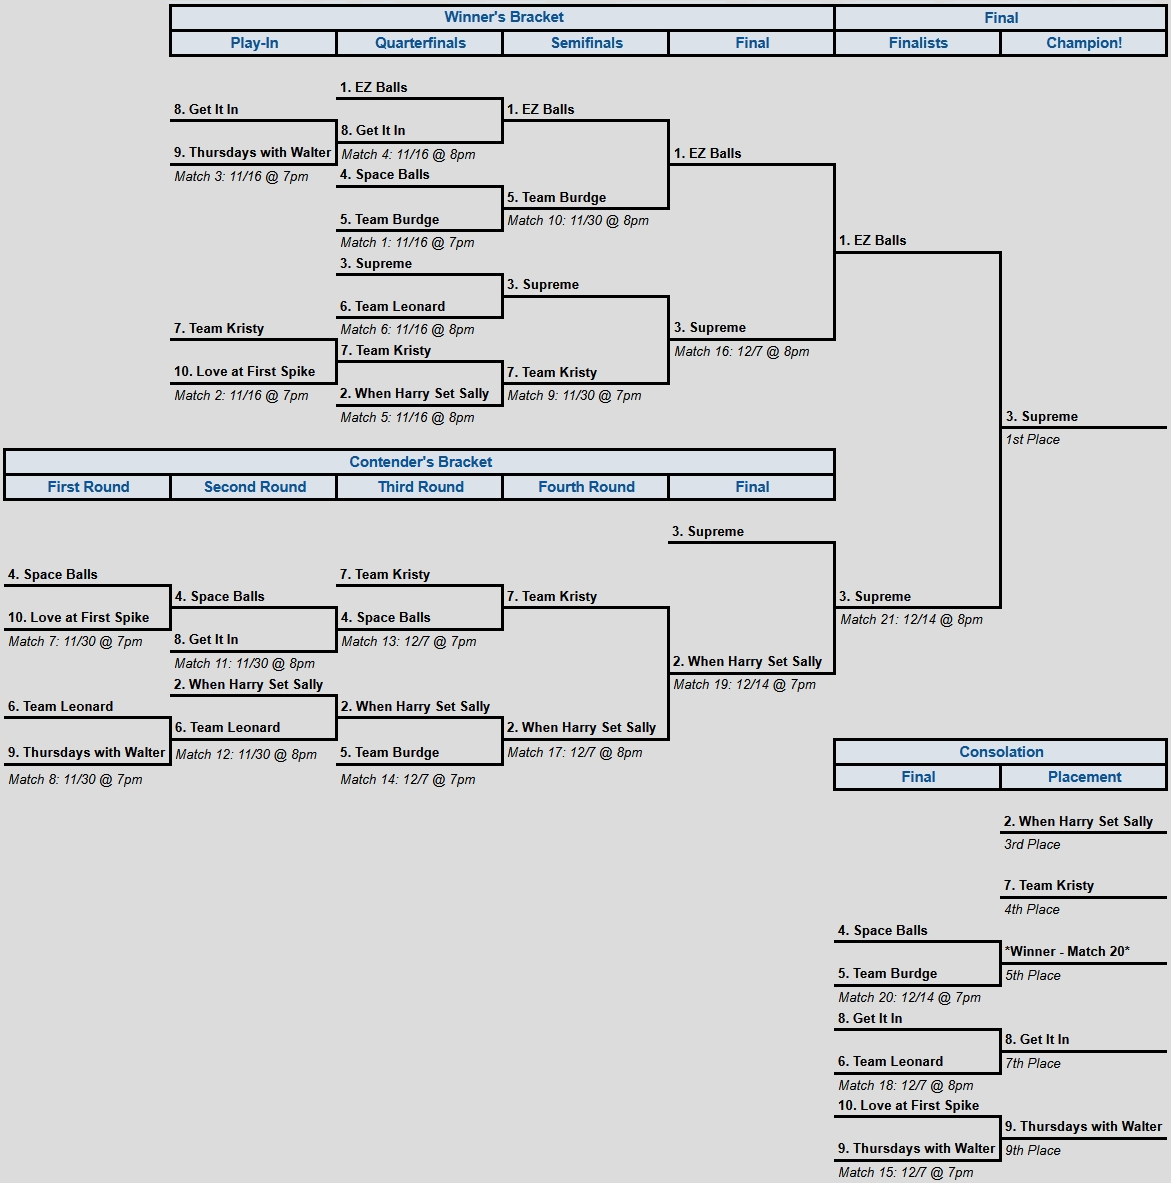 Winner's Bracket Final
Play-In Quarterfinals Semifinals Final Finalists Champion!
1. EZ Balls
8. Get It In
1. EZ Balls
8. Get It In
9. Thursdays with Walter
Match 4: 11/16 @ 8pm
1. EZ Balls
Match 3: 11/16 @ 7pm
4. Space Balls
5. Team Burdge
5. Team Burdge
Match 10: 11/30 @ 8pm
Match 1: 11/16 @ 7pm
1. EZ Balls
3. Supreme
3. Supreme
6. Team Leonard
Match 6: 11/16 @ 8pm
7. Team Kristy
3. Supreme
7. Team Kristy
Match 16: 12/7 @ 8pm
10. Love at First Spike
7. Team Kristy
Match 2: 11/16 @ 7pm
2. When Harry Set Sally
Match 9: 11/30 @ 7pm
Match 5: 11/16 @ 8pm
3. Supreme
1st Place
Contender's Bracket
First Round Second Round Third Round Fourth Round Final
3. Supreme
4. Space Balls
7. Team Kristy
4. Space Balls
7. Team Kristy
3. Supreme
10. Love at First Spike
4. Space Balls
Match 21: 12/14 @ 8pm
Match 7: 11/30 @ 7pm
8. Get It In
Match 13: 12/7 @ 7pm
Match 11: 11/30 @ 8pm
2. When Harry Set Sally
2. When Harry Set Sally
Match 19: 12/14 @ 7pm
6. Team Leonard
2. When Harry Set Sally
6. Team Leonard
2. When Harry Set Sally
9. Thursdays with Walter
Match 12: 11/30 @ 8pm
5. Team Burdge
Match 17: 12/7 @ 8pm
Match 8: 11/30 @ 7pm
Match 14: 12/7 @ 7pm
Consolation
Final Placement
2. When Harry Set Sally
3rd Place
7. Team Kristy
4th Place
4. Space Balls
*Winner - Match 20*
5. Team Burdge
5th Place
Match 20: 12/14 @ 7pm
8. Get It In
8. Get It In
6. Team Leonard
7th Place
Match 18: 12/7 @ 8pm
10. Love at First Spike
9. Thursdays with Walter
9. Thursdays with Walter
9th Place
Match 15: 12/7 @ 7pm